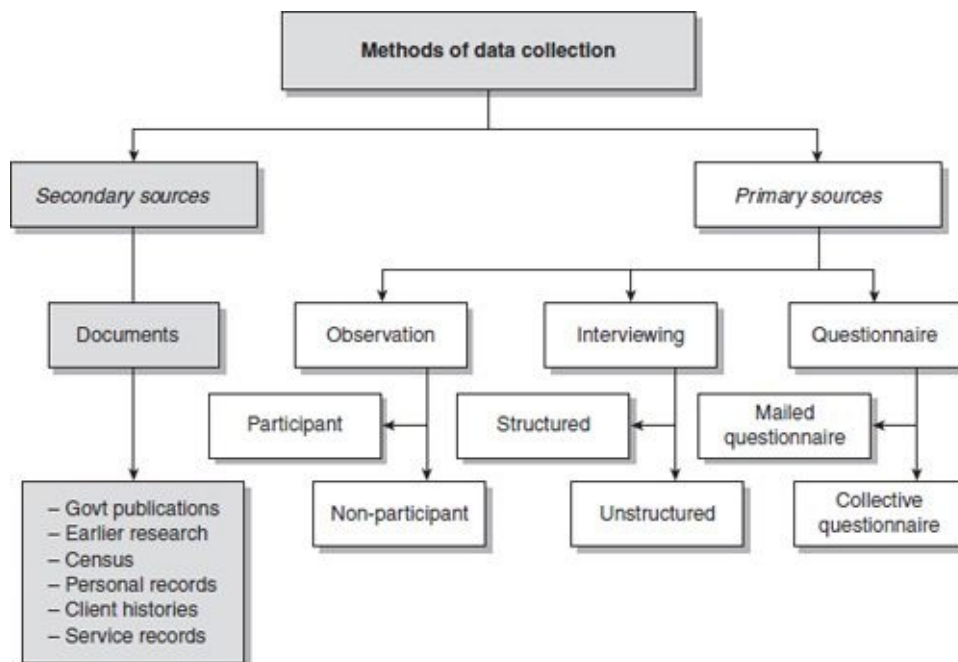 Methods of data collection
Secondary sources
Primary sources
Documents
Observation
Interviewing
Questionnaire
Participant
Structured
Mailed
questionnaire
– Govt publications
– Earlier research
– Census
– Personal records
– Client histories
– Service records
Non-participant
Unstructured
Collective
questionnaire